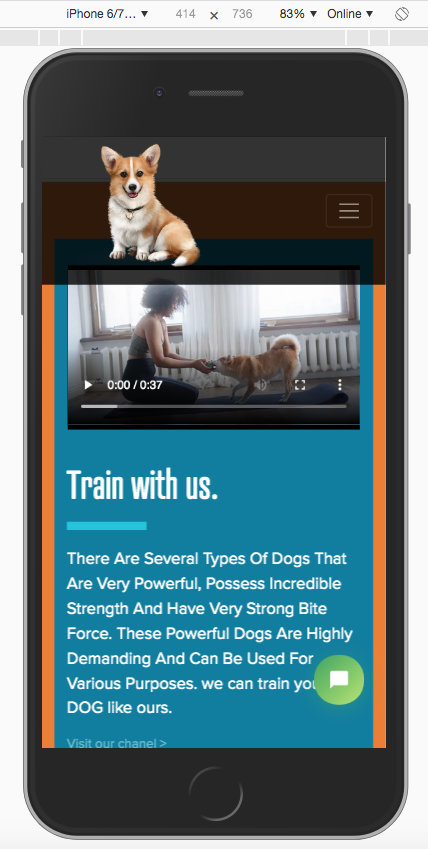 iPhone 6/7… ▼ 414 × 736 83% ▼ Online ▼
0:00 / 0:37
Train with us.
There Are Several Types Of Dogs That
Are Very Powerful, Possess Incredible
Strength And Have Very Strong Bite
Force. These Powerful Dogs Are Highly
Demanding And Can Be Used For
Various Purposes. we can train you
DOG like ours.
Visit our chanel >